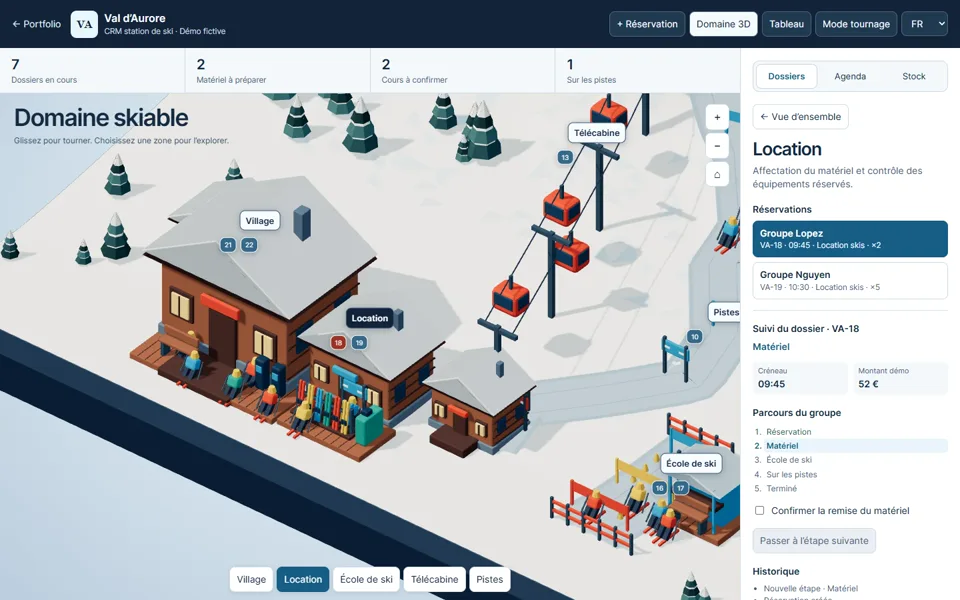 ← Portfolio
VA
Val d’Aurore
CRM station de ski · Démo fictive
+ Réservation
Domaine 3D
Tableau
Mode tournage
FR
7
Dossiers en cours
2
Matériel à préparer
2
Cours à confirmer
1
Sur les pistes
Domaine skiable
Glissez pour tourner. Choisissez une zone pour l’explorer.
+
−
Télécabine
13
Village
21 22
Location
18 19
Pistes
10
École de ski
16 17
Village
Location
École de ski
Télécabine
Pistes
Dossiers
Agenda
Stock
← Vue d’ensemble
Location
Affectation du matériel et contrôle des
équipements réservés.
Réservations
Groupe Lopez
VA-18 · 09:45 · Location skis · ×2
Groupe Nguyen
VA-19 · 10:30 · Location skis · ×5
Suivi du dossier · VA-18
Matériel
Créneau
09:45
Montant démo
52 €
Parcours du groupe
1. Réservation
2. Matériel
3. École de ski
4. Sur les pistes
5. Terminé
Confirmer la remise du matériel
Passer à l’étape suivante
Historique
• Nouvelle étape · Matériel